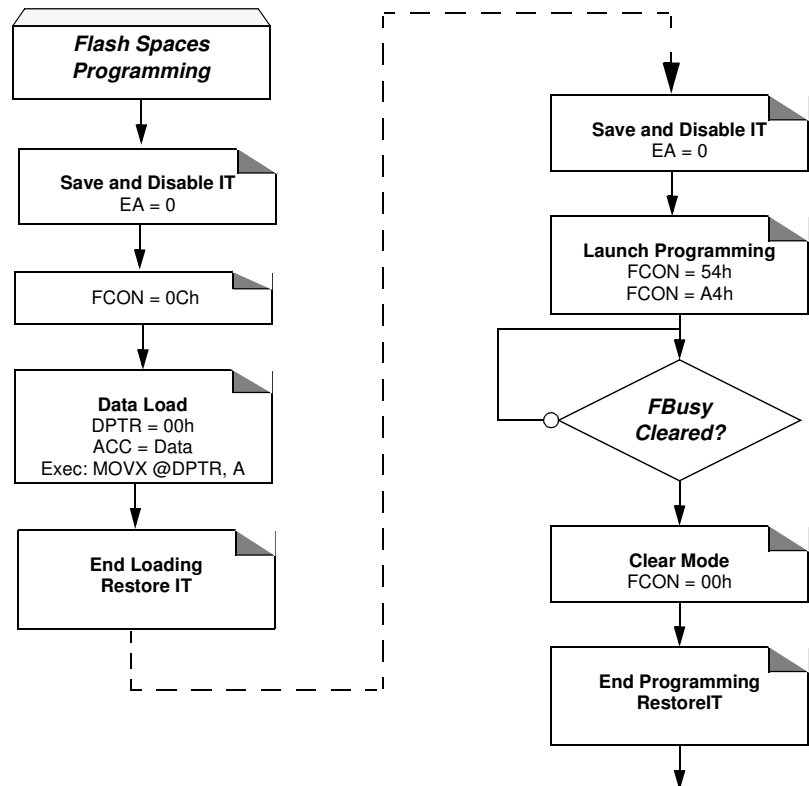 Flash Spaces
Programming
Save and Disable IT
EA = 0
FCON = 0Ch
Data Load
DPTR = 00h
ACC = Data
Exec: MOVX @DPTR, A
End Loading
Restore IT
Save and Disable IT
EA = 0
Launch Programming
FCON = 54h
FCON = A4h
FBusy
Cleared?
Clear Mode
FCON = 00h
End Programming
RestoreIT